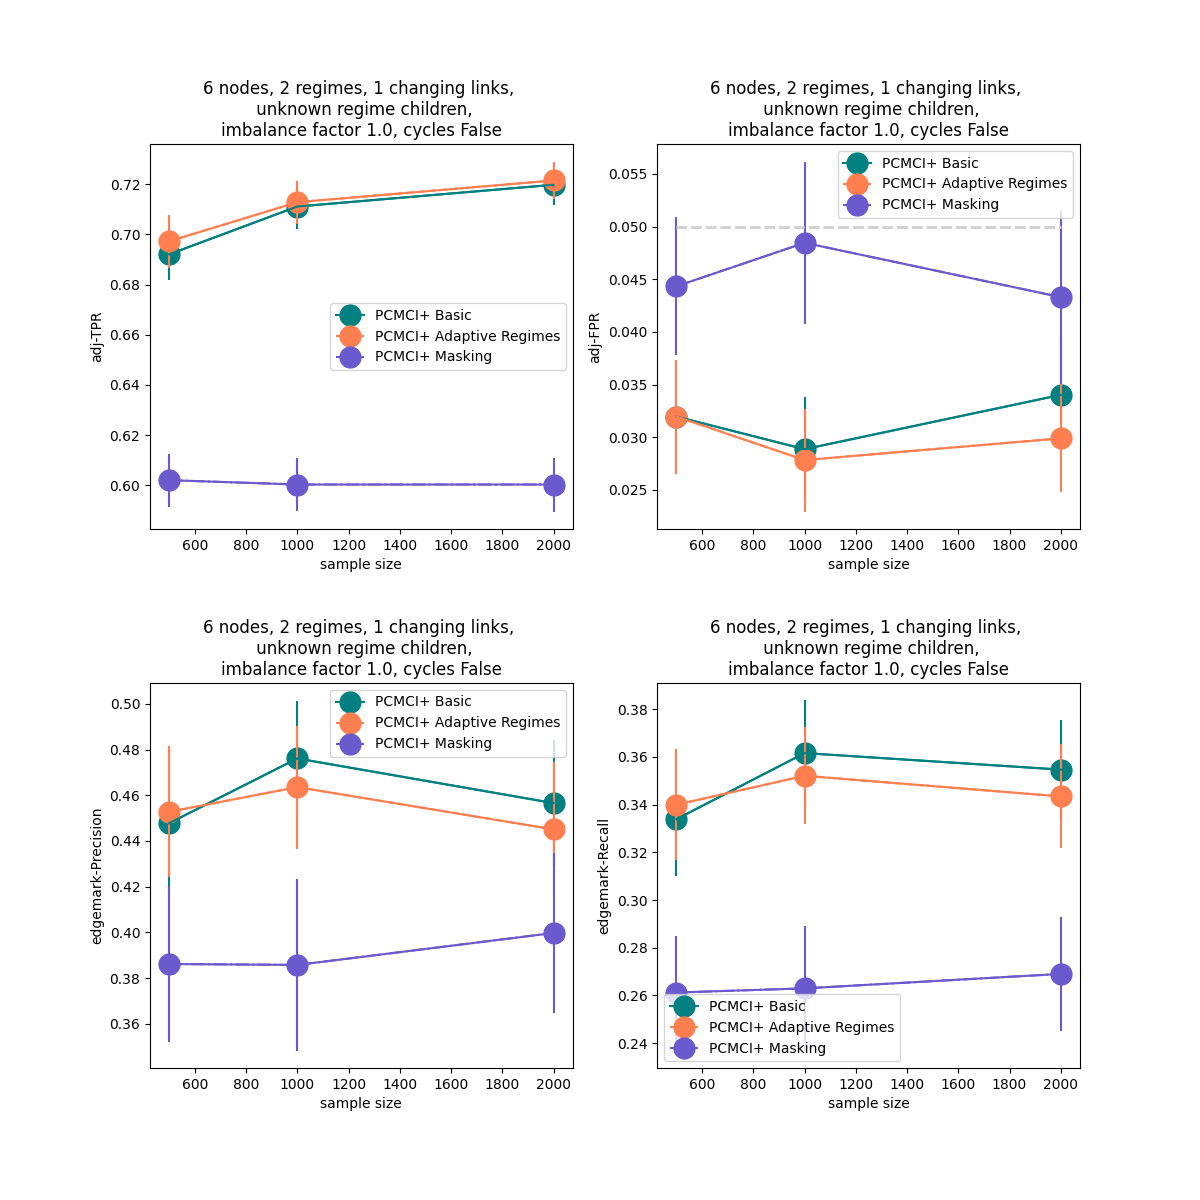 6 nodes, 2 regimes, 1 changing links,
unknown regime children,
imbalance factor 1.0, cycles False
adj-TPR
0.72
0.70
0.68
0.66
0.64
0.62
0.60
PCMCI+ Basic
PCMCI+ Adaptive Regimes
PCMCI+ Masking
600 800 1000 1200 1400 1600 1800 2000
sample size
6 nodes, 2 regimes, 1 changing links,
unknown regime children,
imbalance factor 1.0, cycles False
adj-FPR
0.055
0.050
0.045
0.040
0.035
0.030
0.025
PCMCI+ Basic
PCMCI+ Adaptive Regimes
PCMCI+ Masking
600 800 1000 1200 1400 1600 1800 2000
sample size
6 nodes, 2 regimes, 1 changing links,
unknown regime children,
imbalance factor 1.0, cycles False
edgemark-Precision
0.50
0.48
0.46
0.44
0.42
0.40
0.38
0.36
PCMCI+ Basic
PCMCI+ Adaptive Regimes
PCMCI+ Masking
600 800 1000 1200 1400 1600 1800 2000
sample size
6 nodes, 2 regimes, 1 changing links,
unknown regime children,
imbalance factor 1.0, cycles False
edgemark-Recall
0.38
0.36
0.34
0.32
0.30
0.28
0.26
0.24
PCMCI+ Basic
PCMCI+ Adaptive Regimes
PCMCI+ Masking
600 800 1000 1200 1400 1600 1800 2000
sample size